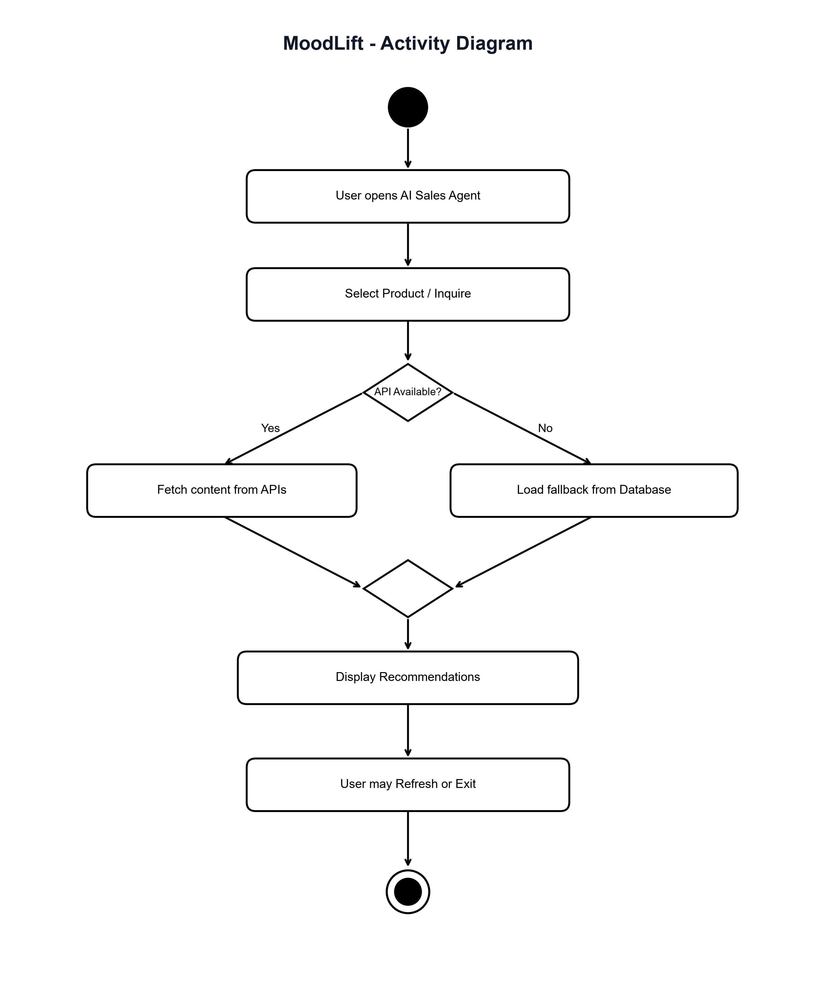 MoodLift - Activity Diagram
User opens AI Sales Agent
Select Product / Inquire
API Available?
Yes
No
Fetch content from APIs
Load fallback from Database
Display Recommendations
User may Refresh or Exit